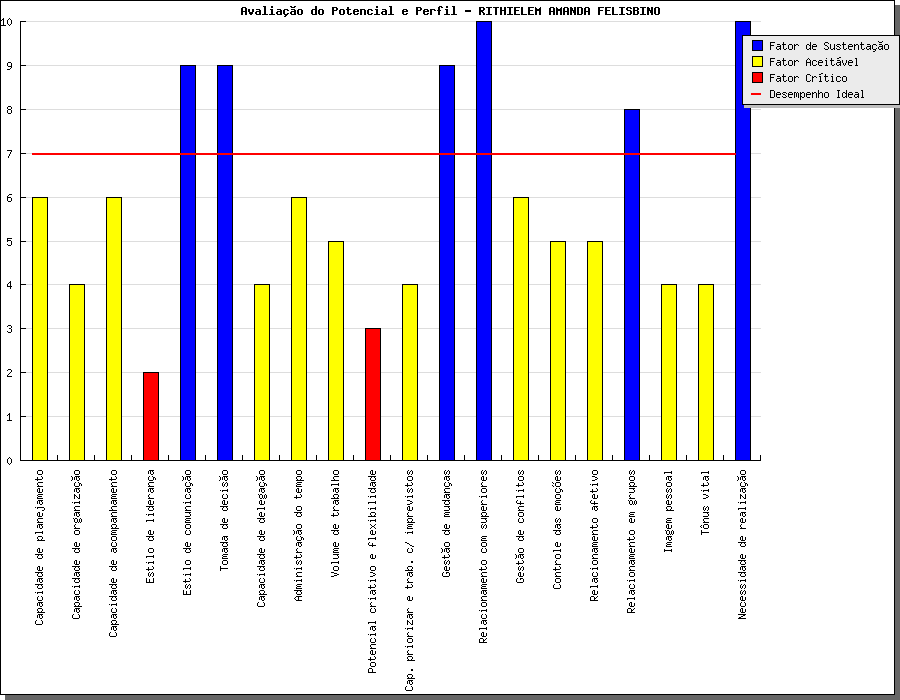 Avaliação do Potencial e Perfil - RITHIELEM AMANDA FELISBINO
Fator de Sustentação
Fator Aceitável
Fator Crítico
Desempenho Ideal
10
9
8
7
6
5
4
3
2
1
0
Capacidade de planejamento
Capacidade de organização
Capacidade de acompanhamento
Estilo de liderança
Estilo de comunicação
Tomada de decisão
Capacidade de delegação
Administração do tempo
Volume de trabalho
Potencial criativo e flexibilidade
Cap. priorizar e trab. c/ imprevistos
Gestão de mudanças
Relacionamento com superiores
Gestão de conflitos
Controle das emoções
Relacionamento afetivo
Relacionamento em grupos
Imagem pessoal
Tônus vital
Necessidade de realização